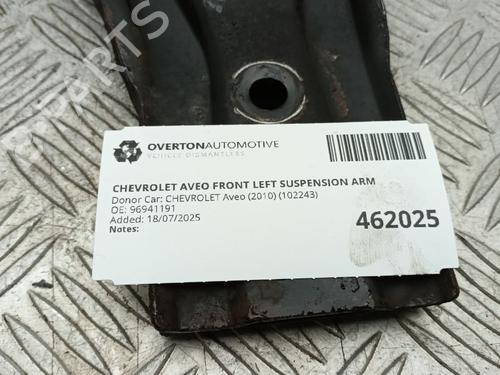 PARTS
OVERTONAUTOMOTIVE
VEHICLE DISMANTLERS
CHEVROLET AVEO FRONT LEFT SUSPENSION ARM
Donor Car: CHEVROLET Aveo (2010) (102243)
OE: 96941191
Added: 18/07/2025
Notes:
462025